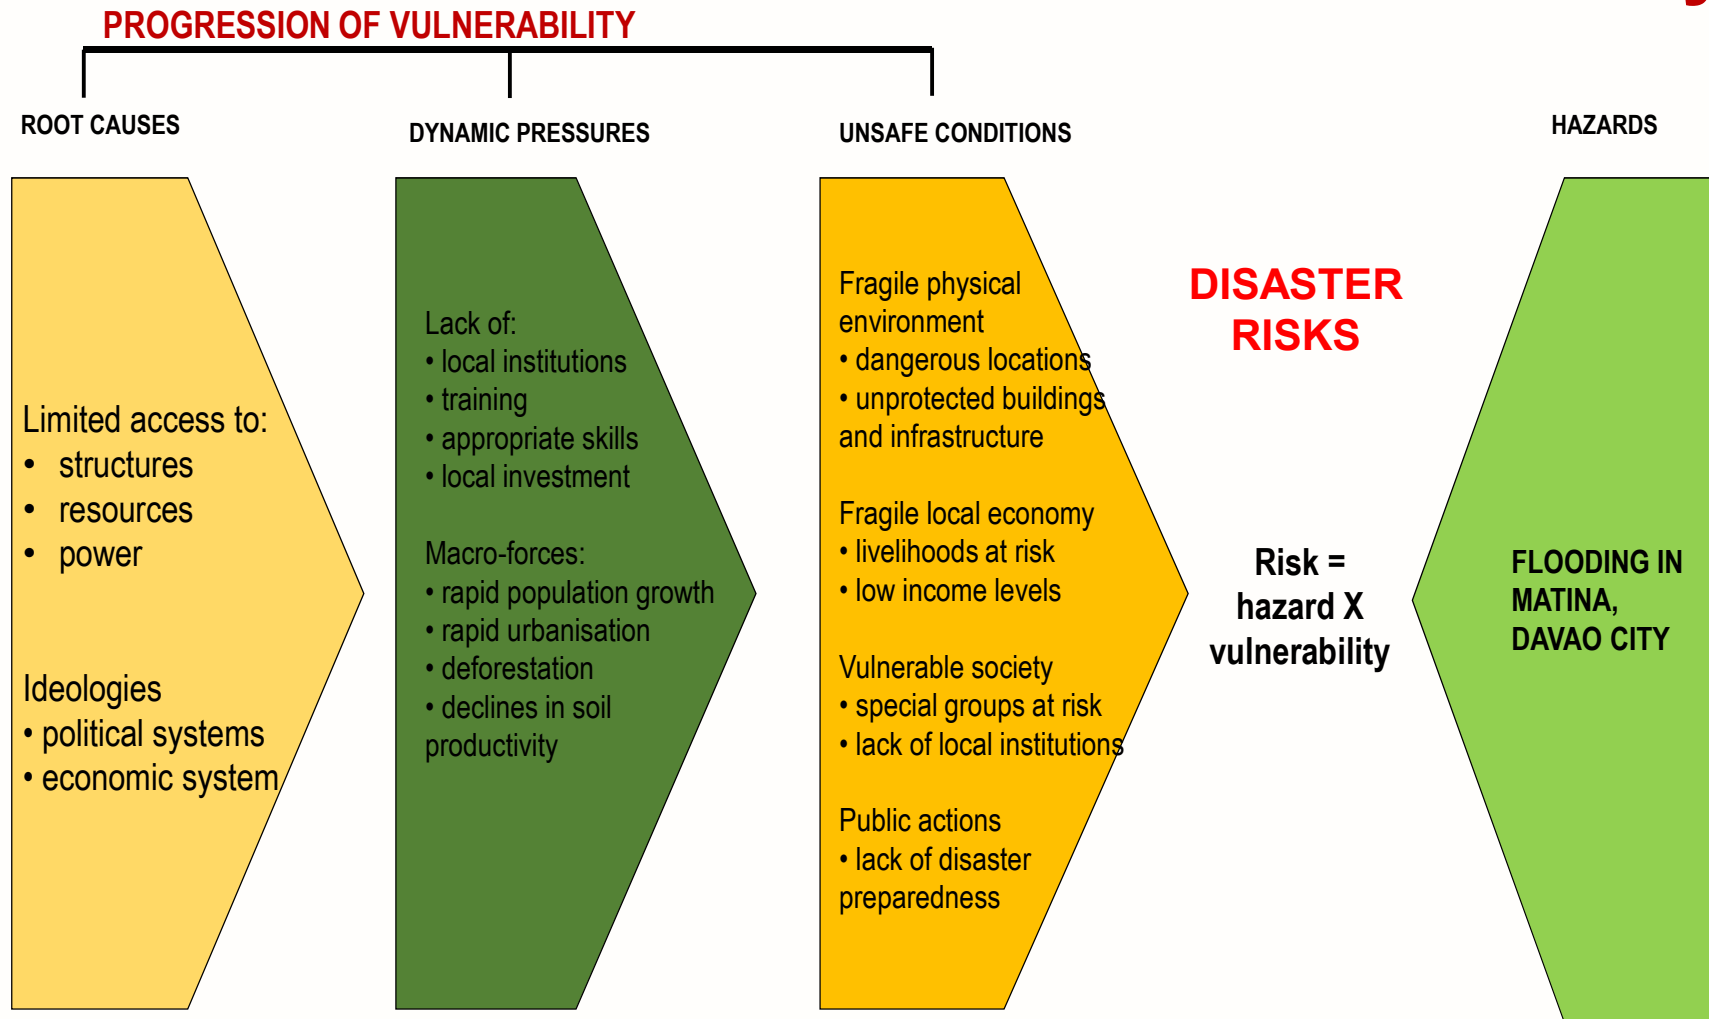 PROGRESSION OF VULNERABILITY
ROOT CAUSES
Limited access to:
• structures
• resources
• power
Ideologies
• political systems
• economic system
DYNAMIC PRESSURES
Lack of:
• local institutions
• training
• appropriate skills
• local investment
Macro-forces:
• rapid population growth
• rapid urbanisation
• deforestation
• declines in soil
productivity
UNSAFE CONDITIONS
Fragile physical
environment
• dangerous locations
• unprotected buildings
and infrastructure
Fragile local economy
• livelihoods at risk
• low income levels
Vulnerable society
• special groups at risk
• lack of local institutions
Public actions
• lack of disaster
preparedness
DISASTER
RISKS
Risk =
hazard X
vulnerability
HAZARDS
FLOODING IN
MATINA,
DAVAO CITY